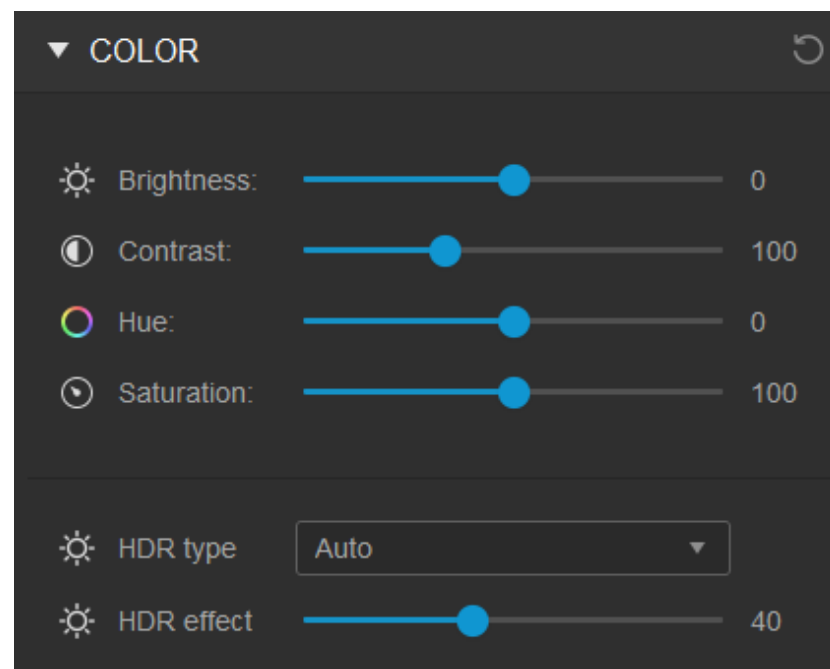 COLOR
Brightness: 0
Contrast: 100
Hue: 0
Saturation: 100
HDR type Auto
HDR effect 40